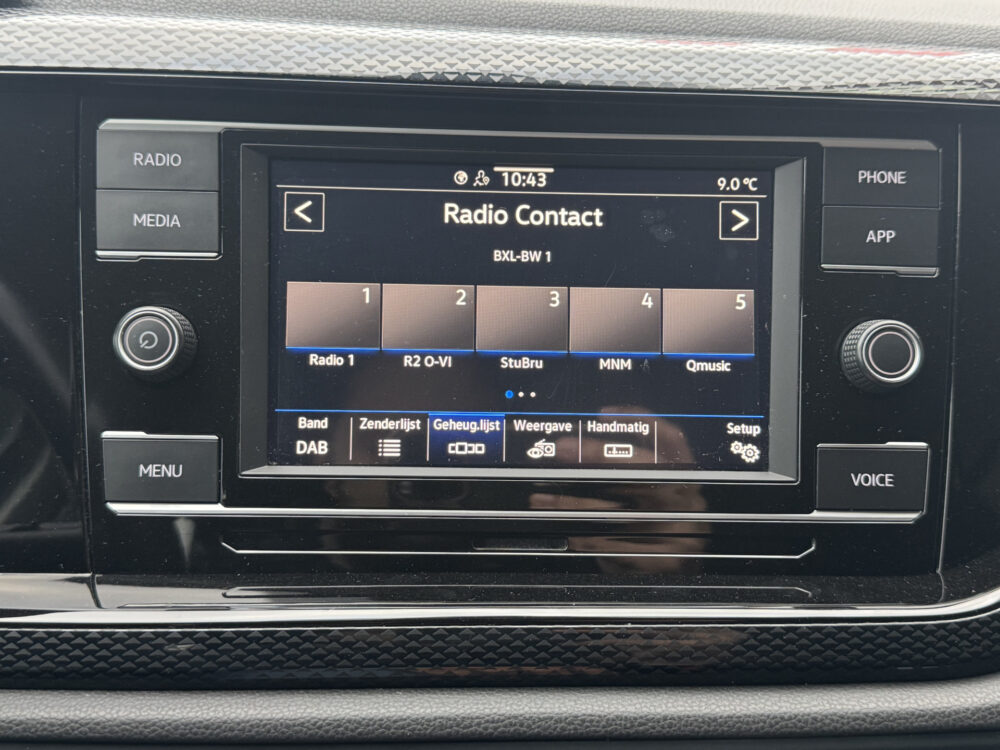 RADIO
MEDIA
MENU
PHONE
APP
VOICE
10:43
9.0 °C
<
Radio Contact
>
BXL-BW 1
1 2 3 4 5
Radio 1 R2 O-VI StuBru MNM Qmusic
Band Zenderlijst Geheug.lijst Weergave Handmatig Setup
DAB